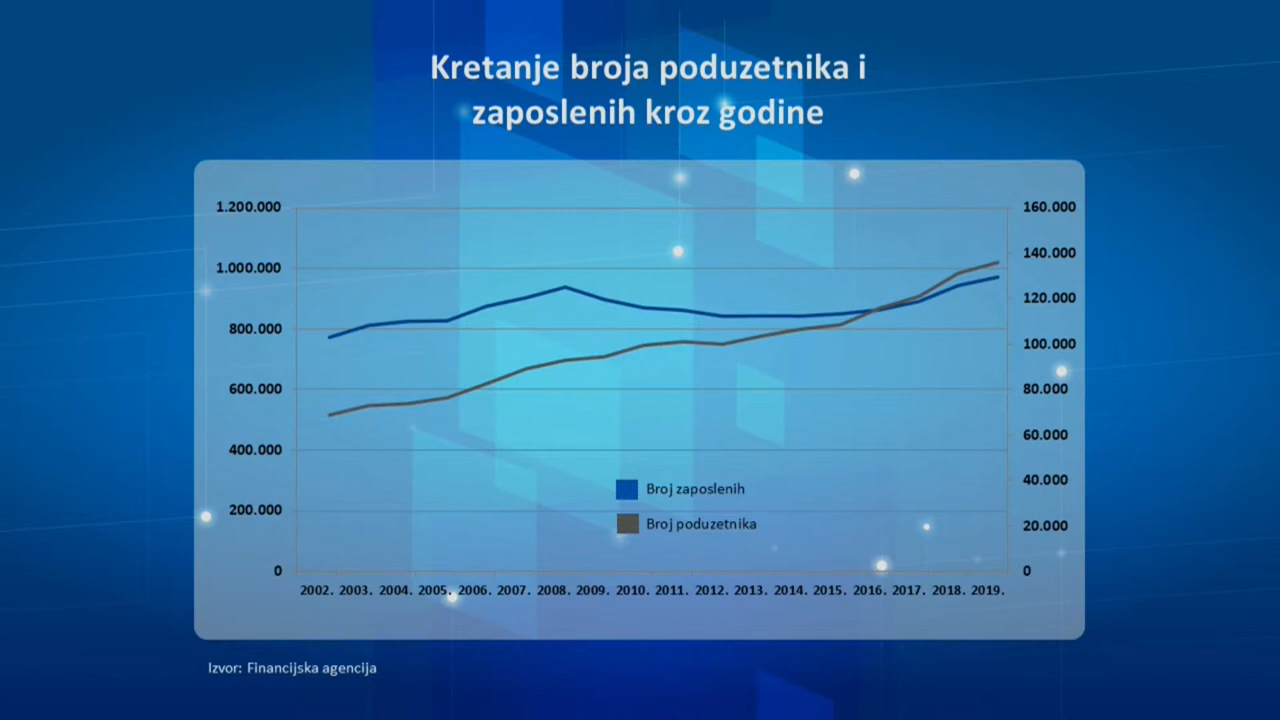 Kretanje broja poduzetnika i
zaposlenih kroz godine
1.200.000
1.000.000
800.000
600.000
400.000
200.000
0
160.000
140.000
120.000
100.000
80.000
60.000
40.000
20.000
0
Broj zaposlenih
Broj poduzetnika
2002. 2003. 2004. 2005. 2006. 2007. 2008. 2009. 2010. 2011. 2012. 2013. 2014. 2015. 2016. 2017. 2018. 2019.
Izvor: Financijska agencija